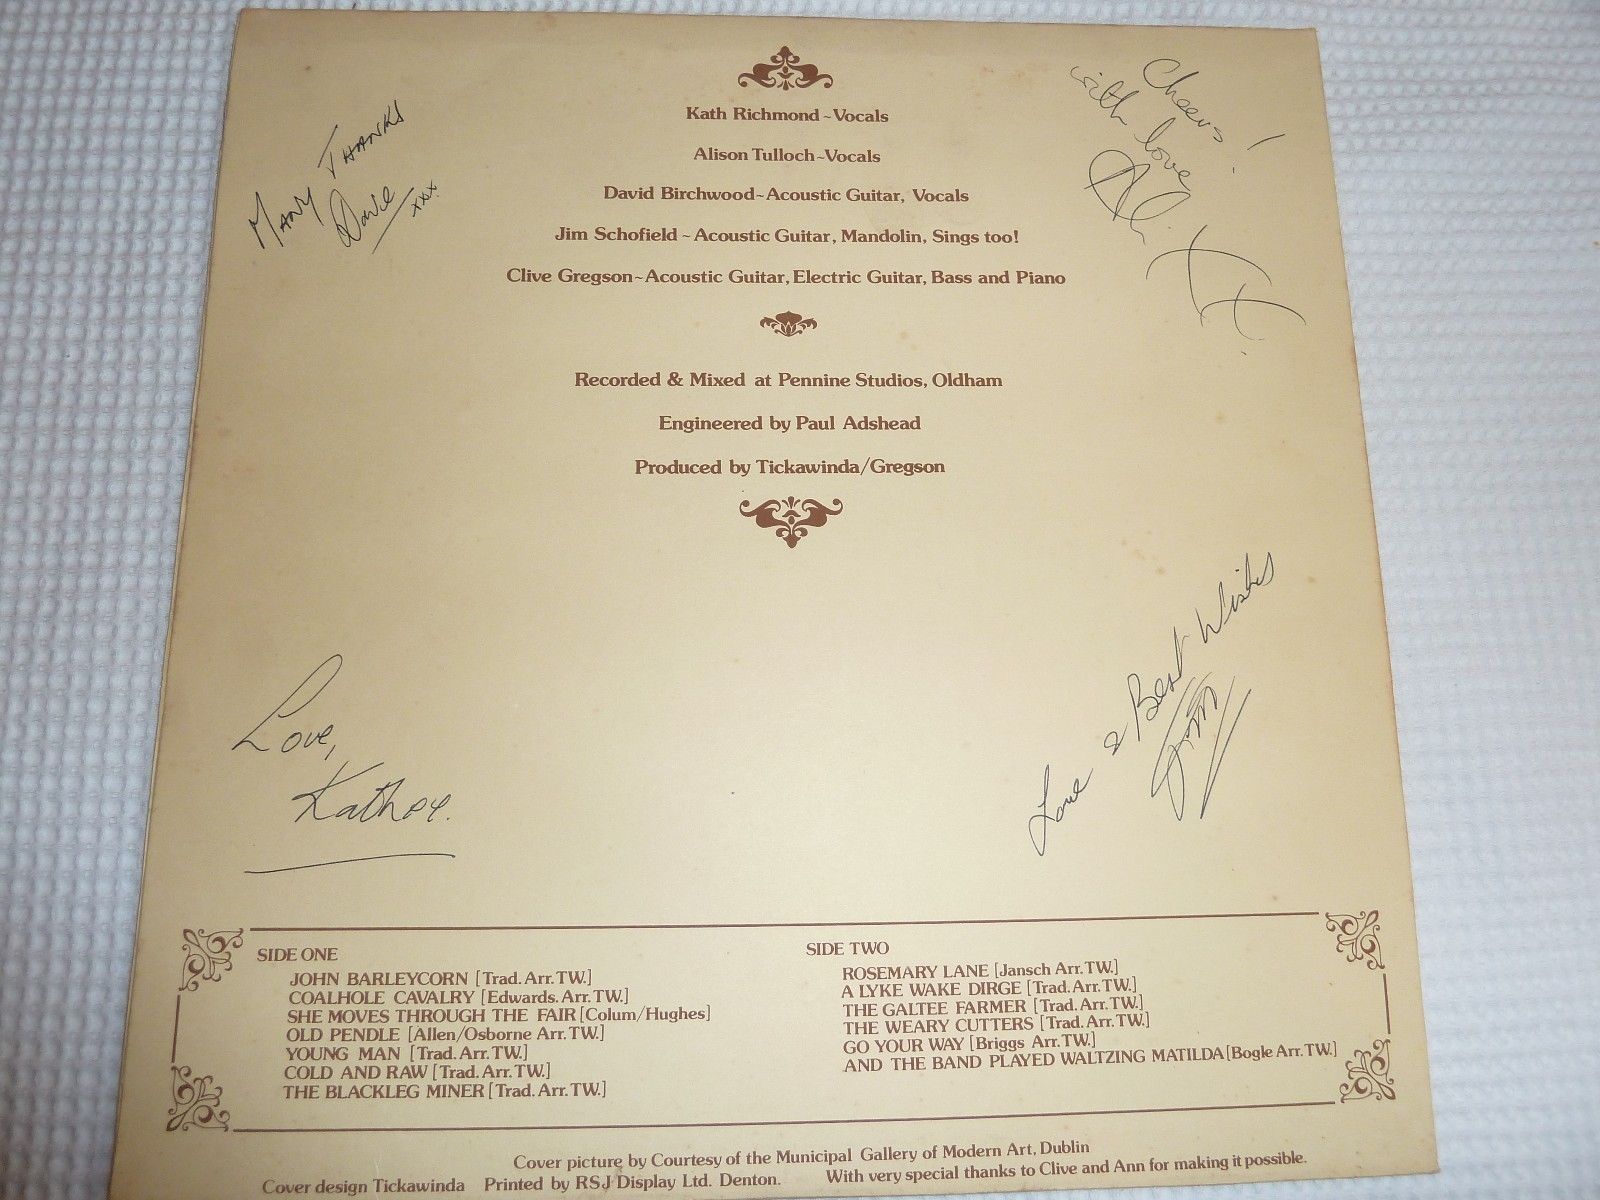 Kath Richmond~Vocals
Alison Tulloch~Vocals
David Birchwood~Acoustic Guitar, Vocals
Jim Schofield~Acoustic Guitar, Mandolin, Sings too!
Clive Gregson~Acoustic Guitar, Electric Guitar, Bass and Piano
MANY THANKS
Dave
xxx.
Cheers!
with love
Ali XX.
Recorded & Mixed at Pennine Studios, Oldham
Engineered by Paul Adshead
Produced by Tickawinda/Gregson
Love,
Kath ox.
Love & Best Wishes
Jim
SIDE ONE
JOHN BARLEYCORN [Trad. Arr. TW.]
COALHOLE CAVALRY [Edwards. Arr. TW.]
SHE MOVES THROUGH THE FAIR [Colum/Hughes]
OLD PENDLE [Allen/Osborne Arr. TW.]
YOUNG MAN [Trad. Arr. TW.]
COLD AND RAW [Trad. Arr. TW.]
THE BLACKLEG MINER [Trad. Arr. TW.]
SIDE TWO
ROSEMARY LANE [Jansch Arr. TW.]
A LYKE WAKE DIRGE [Trad. Arr. TW.]
THE GALTEE FARMER [Trad. Arr. TW.]
THE WEARY CUTTERS [Trad. Arr. TW.]
GO YOUR WAY [Briggs Arr. TW.]
AND THE BAND PLAYED WALTZING MATILDA [Bogle Arr. TW.]
Cover picture by Courtesy of the Municipal Gallery of Modern Art, Dublin
Cover design Tickawinda Printed by RSJ Display Ltd. Denton. With very special thanks to Clive and Ann for making it possible.